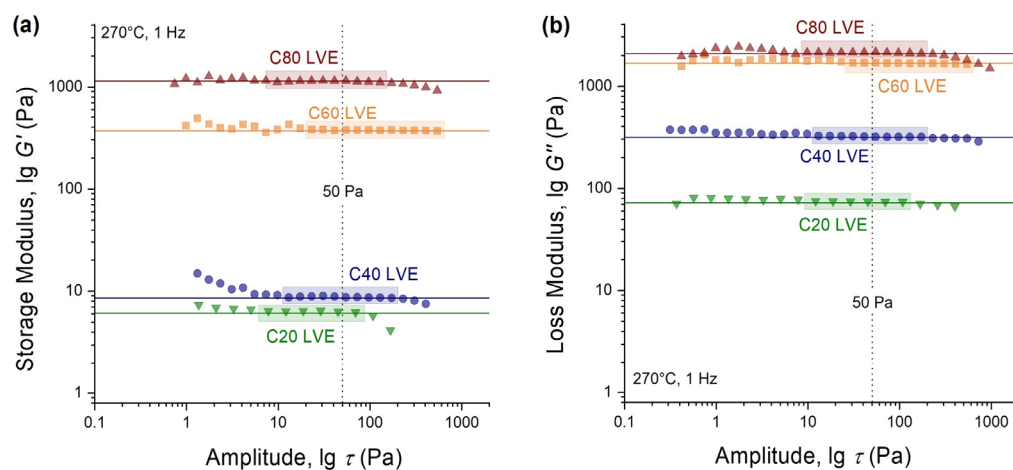 (a)
270°C, 1 Hz
C80 LVE
C60 LVE
50 Pa
C40 LVE
C20 LVE
1000
100
10
1
0.1
1
10
100
1000
Storage Modulus, lg G′ (Pa)
Amplitude, lg τ (Pa)
(b)
C80 LVE
C60 LVE
C40 LVE
C20 LVE
50 Pa
270°C, 1 Hz
1000
100
10
1
0.1
1
10
100
1000
Loss Modulus, lg G″ (Pa)
Amplitude, lg τ (Pa)